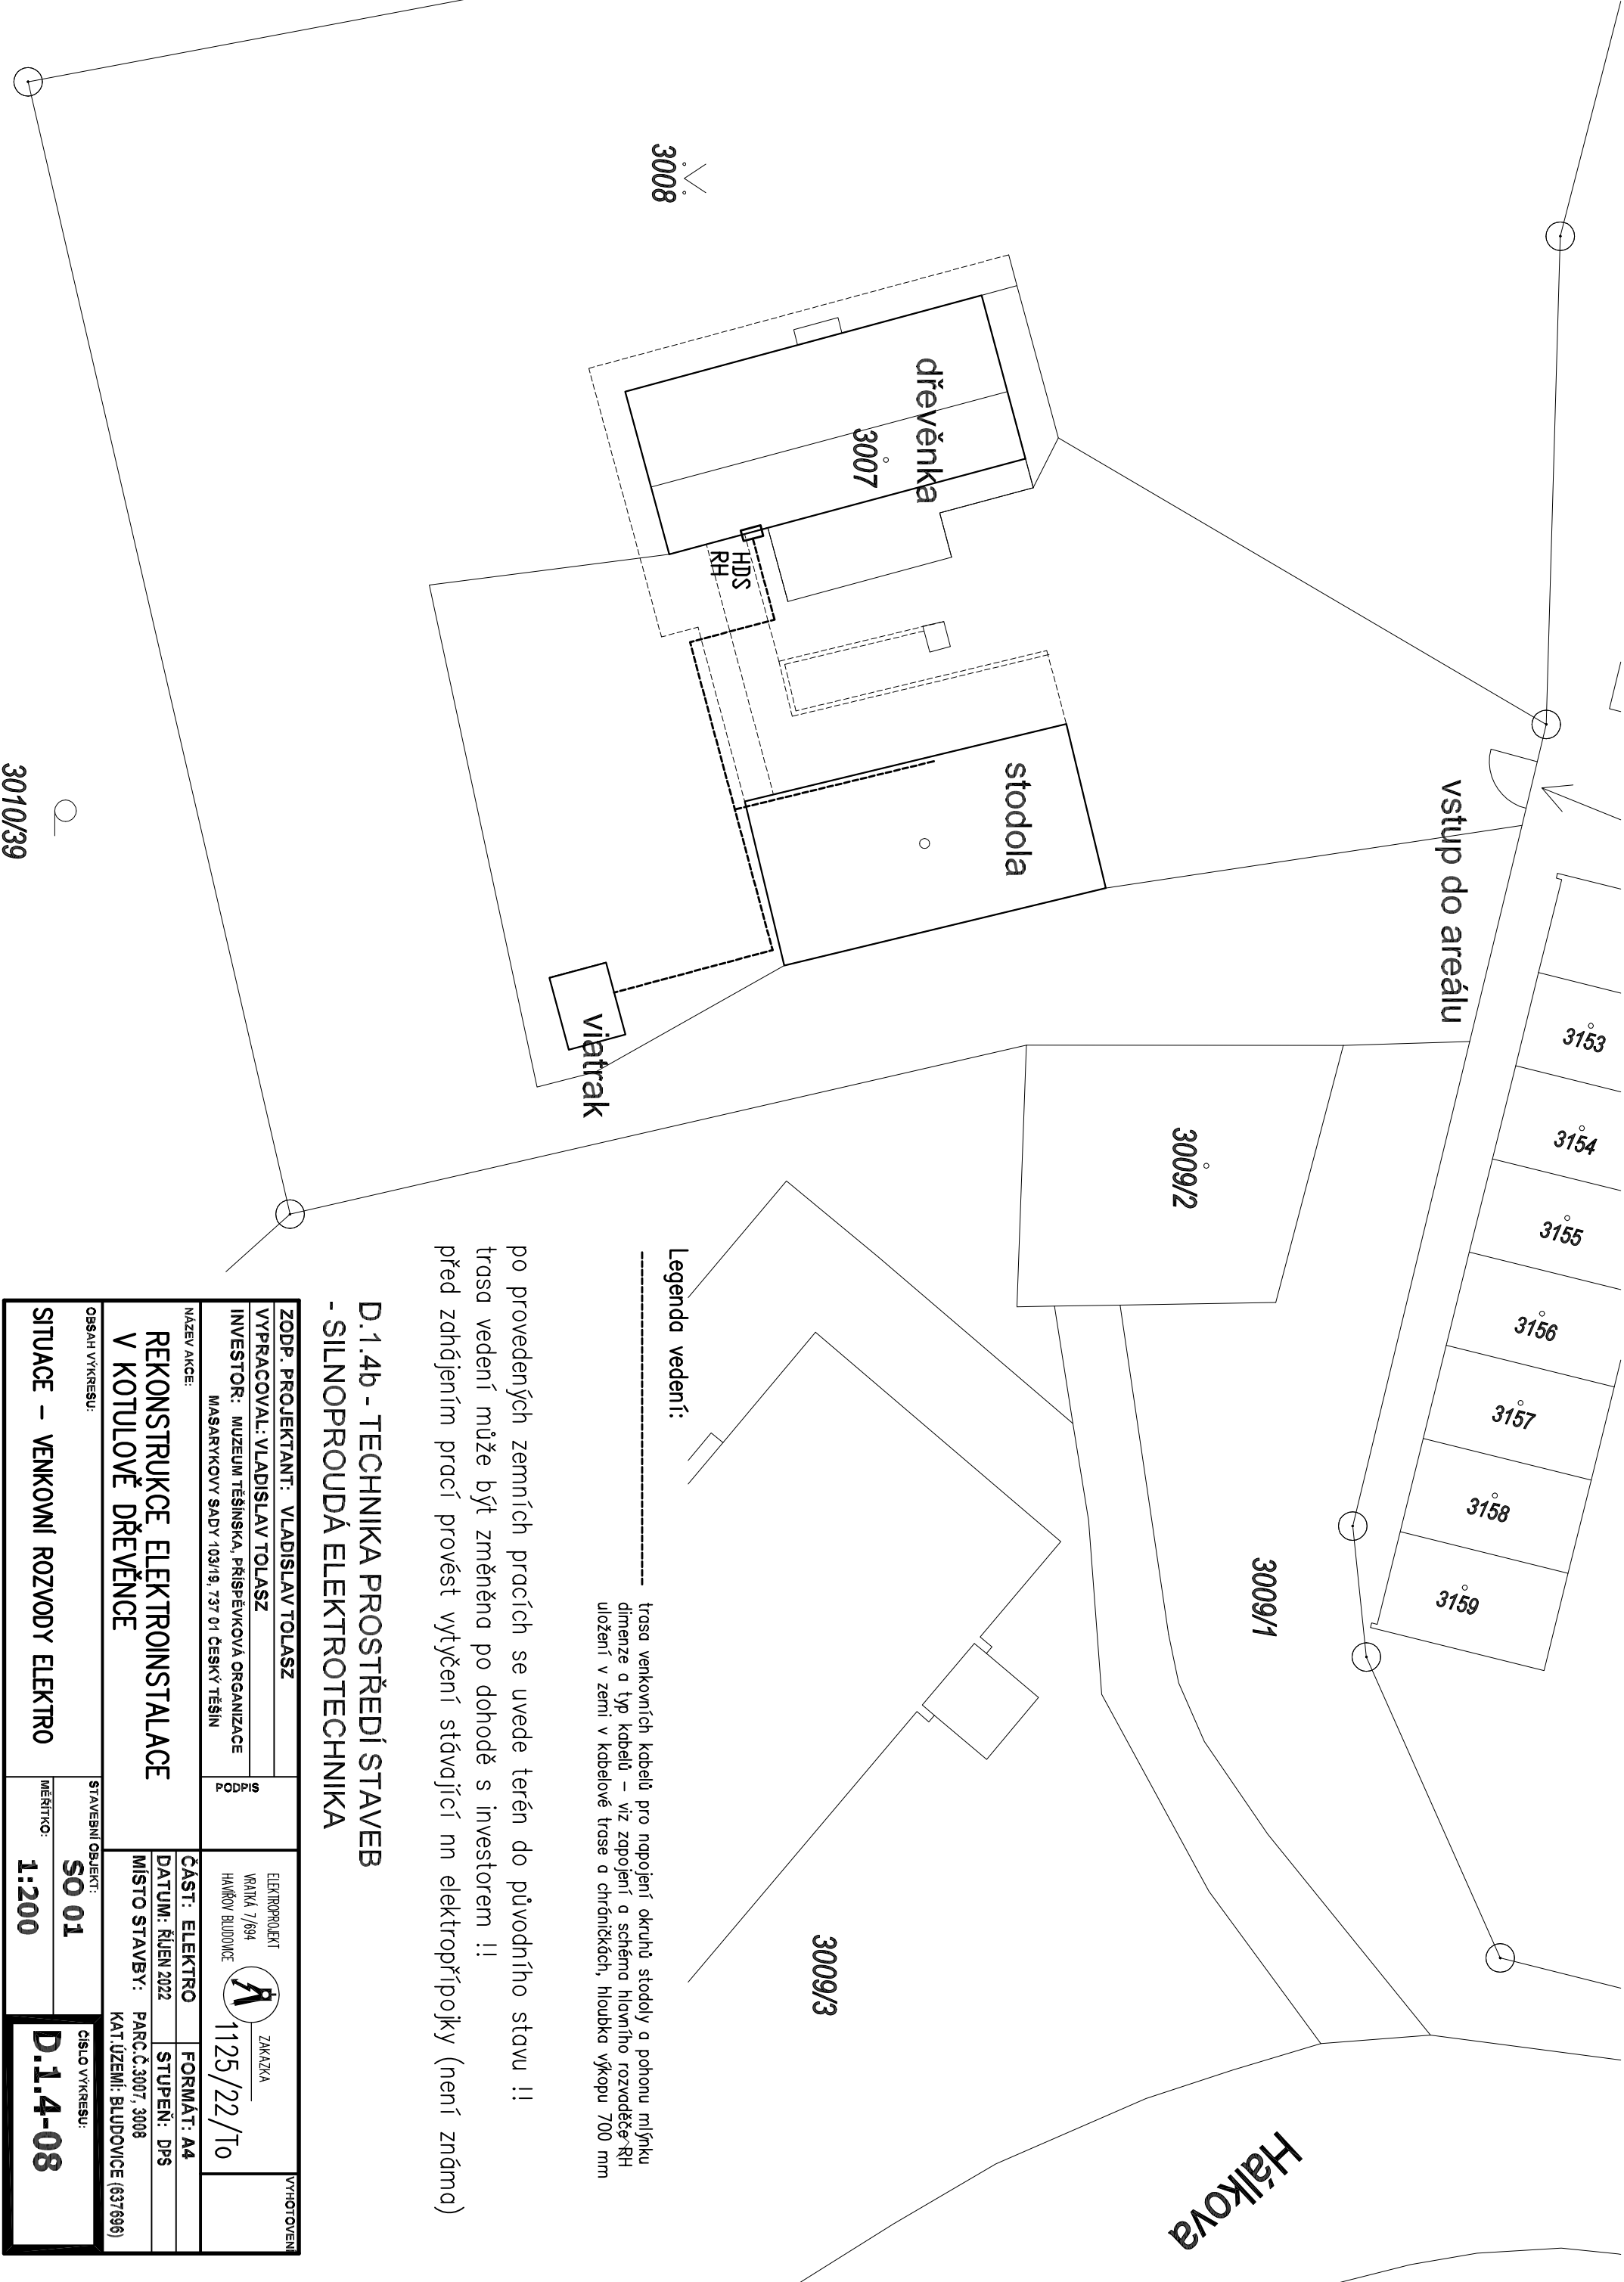 3008
dřevěnka
3007
HDS
RH
stodola
vstup do areálu
viatrak
3010/39
3153
3154
3155
3156
3157
3158
3159
3009/2
3009/1
3009/3
Hálkova
Legenda vedení:
trasa venkovních kabelů pro napojení okruhů stodoly a pohonu mlýnku
dimenze a typ kabelů – viz zapojení a schéma hlavního rozvaděče RH
uložení v zemi v kabelové trase a chráničkách, hloubka výkopu 700 mm
po provedených zemních pracích se uvede terén do původního stavu !!
trasa vedení může být změněna po dohodě s investorem !!
před zahájením prací provést vytyčení stávající nn elektropřípojky (není známa)
D.1.4b - TECHNIKA PROSTŘEDÍ STAVEB
- SILNOPROUDÁ ELEKTROTECHNIKA
ZODP. PROJEKTANT: VLADISLAV TOLASZ
VYPRACOVAL: VLADISLAV TOLASZ
INVESTOR: MUZEUM TĚŠÍNSKA, PŘÍSPĚVKOVÁ ORGANIZACE
MASARYKOVY SADY 103/19, 737 01 ČESKÝ TĚŠÍN
PODPIS
ELEKTROPROJEKT
VRATKÁ 7/694
HAVÍŘOV BLUDOVICE
ZAKAZKA
1125/22/To
VYHOTOVENI
NÁZEV AKCE:
REKONSTRUKCE ELEKTROINSTALACE
V KOTULOVĚ DŘEVĚNCE
ČÁST: ELEKTRO
FORMÁT: A4
DATUM: ŘÍJEN 2022
STUPEŇ: DPS
MÍSTO STAVBY: PARC.Č.3007, 3008
KAT.ÚZEMÍ: BLUDOVICE (637696)
OBSAH VÝKRESU:
SITUACE – VENKOVNÍ ROZVODY ELEKTRO
STAVEBNÍ OBJEKT:
SO 01
MĚŘÍTKO:
1:200
ČÍSLO VÝKRESU:
D.1.4-08